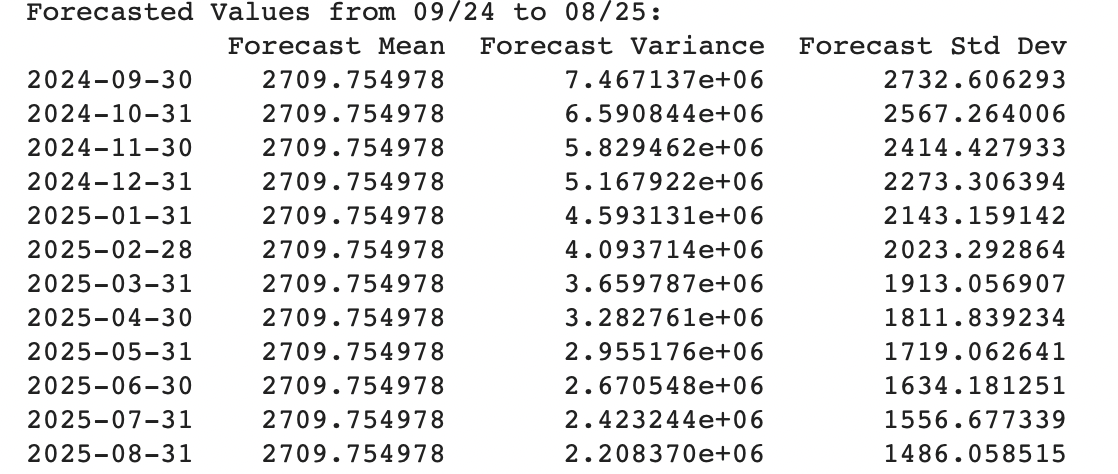 Forecasted Values from 09/24 to 08/25:
Forecast Mean  Forecast Variance  Forecast Std Dev
2024-09-30    2709.754978       7.467137e+06       2732.606293
2024-10-31    2709.754978       6.590844e+06       2567.264006
2024-11-30    2709.754978       5.829462e+06       2414.427933
2024-12-31    2709.754978       5.167922e+06       2273.306394
2025-01-31    2709.754978       4.593131e+06       2143.159142
2025-02-28    2709.754978       4.093714e+06       2023.292864
2025-03-31    2709.754978       3.659787e+06       1913.056907
2025-04-30    2709.754978       3.282761e+06       1811.839234
2025-05-31    2709.754978       2.955176e+06       1719.062641
2025-06-30    2709.754978       2.670548e+06       1634.181251
2025-07-31    2709.754978       2.423244e+06       1556.677339
2025-08-31    2709.754978       2.208370e+06       1486.058515